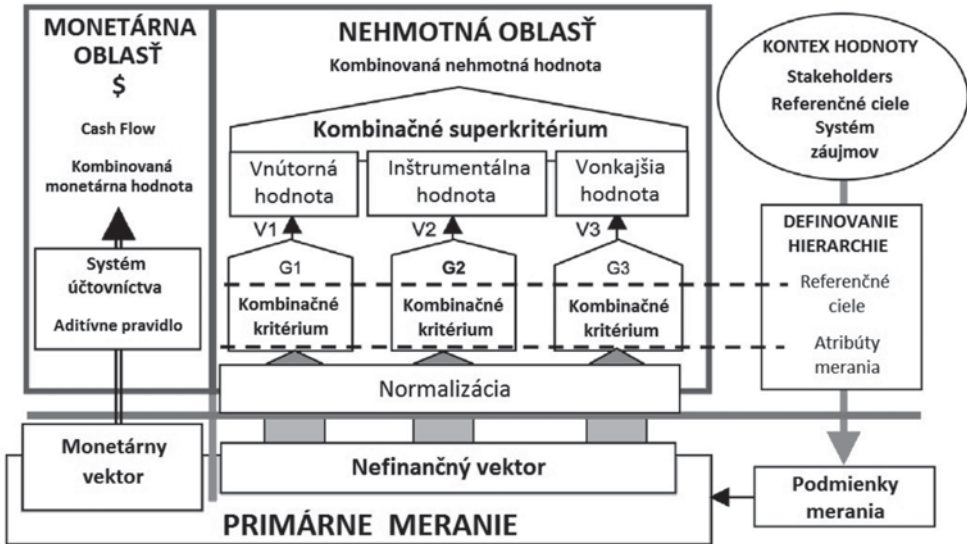 MONETÁRNA
OBLASŤ
$
Cash Flow
Kombinovaná
monetárna hodnota
Systém
účtovníctva
Aditívne pravidlo
Monetárny
vektor
NEHMOTNÁ OBLASŤ
Kombinovaná nehmotná hodnota
Kombinačné superkritérium
Vnútorná
hodnota
Inštrumentálna
hodnota
Vonkajšia
hodnota
V1
V2
V3
G1
G2
G3
Kombinačné
kritérium
Kombinačné
kritérium
Kombinačné
kritérium
Normalizácia
Nefinančný vektor
PRIMÁRNE MERANIE
KONTEX HODNOTY
Stakeholders
Referenčné ciele
Systém
záujmov
DEFINOVANIE
HIERARCHIE
Referenčné
ciele
Atribúty
merania
Podmienky
merania